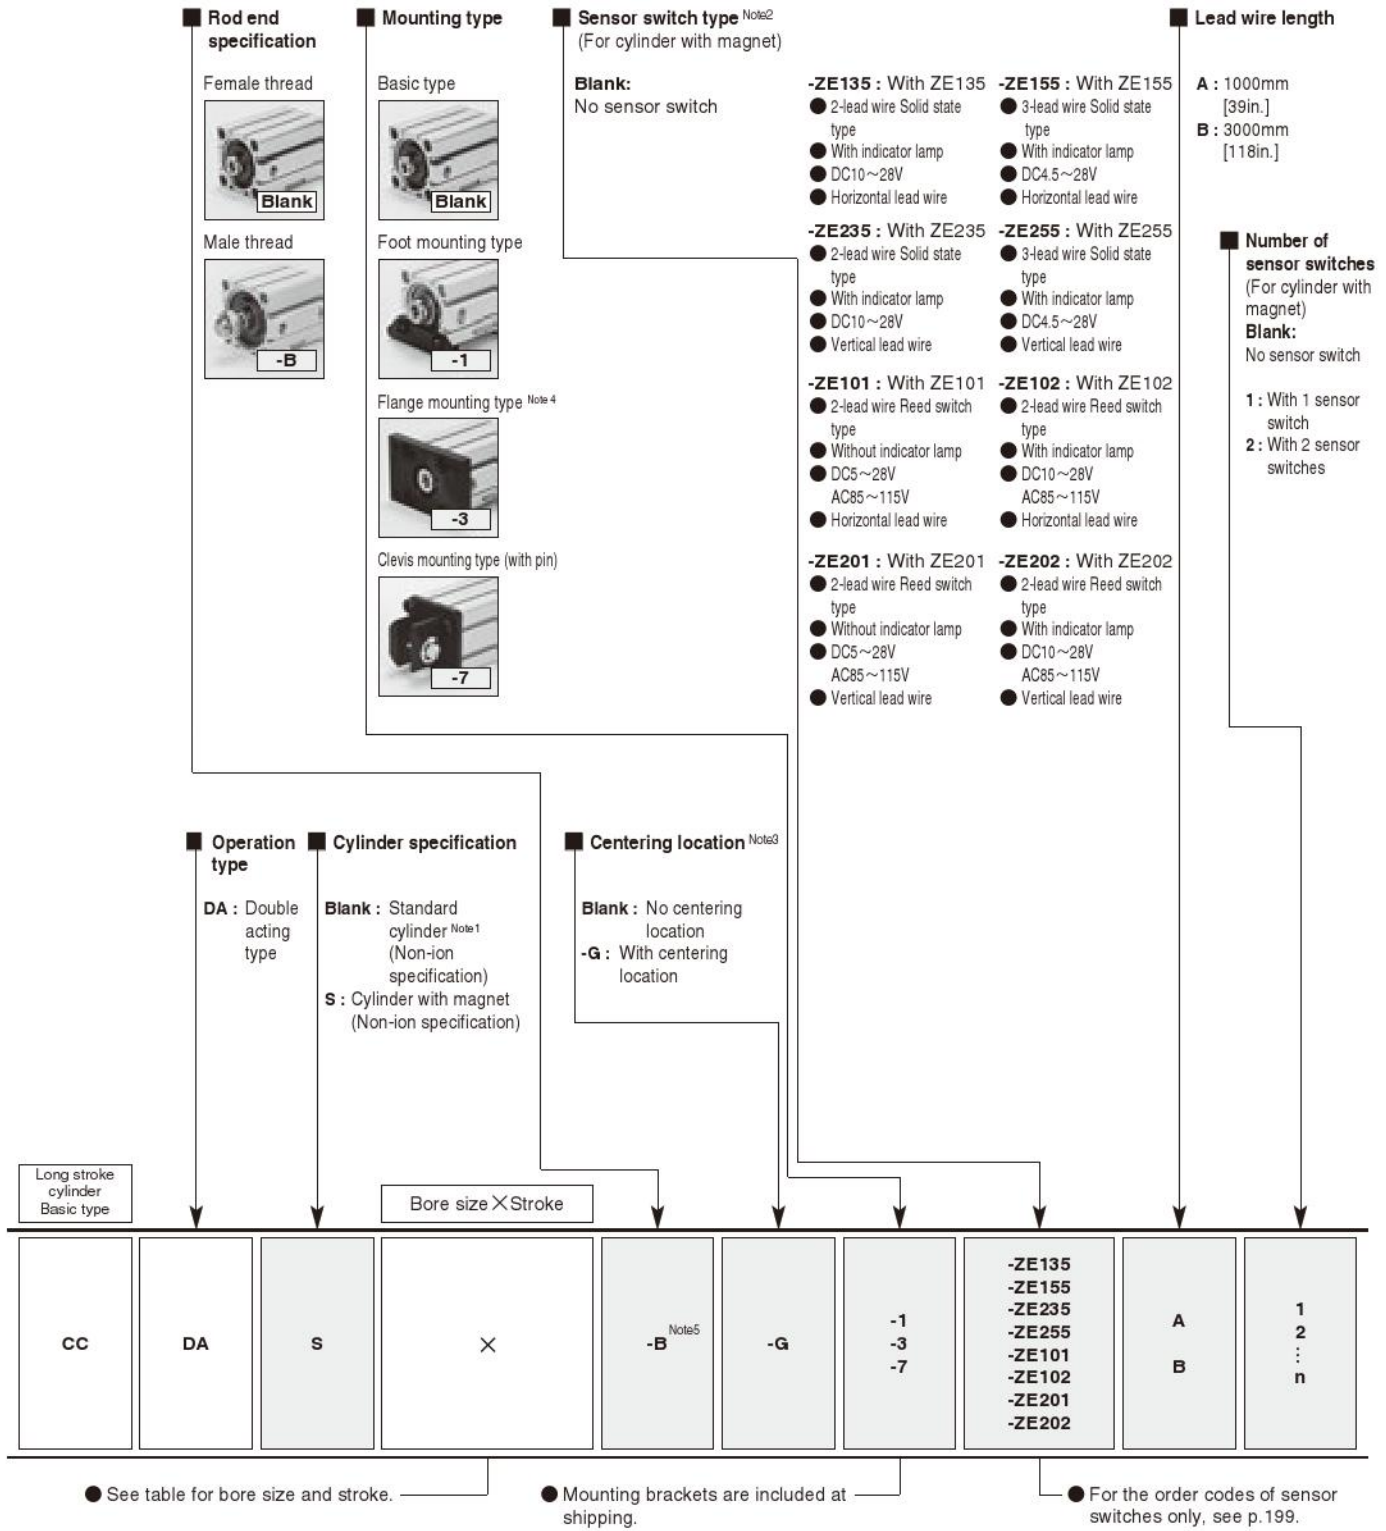 ■ Rod end
specification
Female thread
Blank
Male thread
-B
■ Mounting type
Basic type
Blank
Foot mounting type
-1
Flange mounting type Note 4
-3
Clevis mounting type (with pin)
-7
■ Sensor switch type Note2
(For cylinder with magnet)
Blank:
No sensor switch
-ZE135 : With ZE135
● 2-lead wire Solid state
type
● With indicator lamp
● DC10～28V
● Horizontal lead wire
-ZE155 : With ZE155
● 3-lead wire Solid state
type
● With indicator lamp
● DC4.5～28V
● Horizontal lead wire
-ZE235 : With ZE235
● 2-lead wire Solid state
type
● With indicator lamp
● DC10～28V
● Vertical lead wire
-ZE255 : With ZE255
● 3-lead wire Solid state
type
● With indicator lamp
● DC4.5～28V
● Vertical lead wire
-ZE101 : With ZE101
● 2-lead wire Reed switch
type
● Without indicator lamp
● DC5～28V
AC85～115V
● Horizontal lead wire
-ZE102 : With ZE102
● 2-lead wire Reed switch
type
● With indicator lamp
● DC10～28V
AC85～115V
● Horizontal lead wire
-ZE201 : With ZE201
● 2-lead wire Reed switch
type
● Without indicator lamp
● DC5～28V
AC85～115V
● Vertical lead wire
-ZE202 : With ZE202
● 2-lead wire Reed switch
type
● With indicator lamp
● DC10～28V
AC85～115V
● Vertical lead wire
■ Lead wire length
A : 1000mm
[39in.]
B : 3000mm
[118in.]
■ Number of
sensor switches
(For cylinder with
magnet)
Blank:
No sensor switch
1 : With 1 sensor
switch
2 : With 2 sensor
switches
■ Operation
type
DA : Double
acting
type
■ Cylinder specification
Blank : Standard
cylinder Note1
(Non-ion
specification)
S : Cylinder with magnet
(Non-ion specification)
■ Centering location Note3
Blank : No centering
location
-G : With centering
location
Long stroke
cylinder
Basic type
Bore size×Stroke
CC
DA
S
×
-B Note5
-G
-1
-3
-7
-ZE135
-ZE155
-ZE235
-ZE255
-ZE101
-ZE102
-ZE201
-ZE202
A
B
1
2
⋮
n
● See table for bore size and stroke.
● Mounting brackets are included at
shipping.
● For the order codes of sensor
switches only, see p.199.